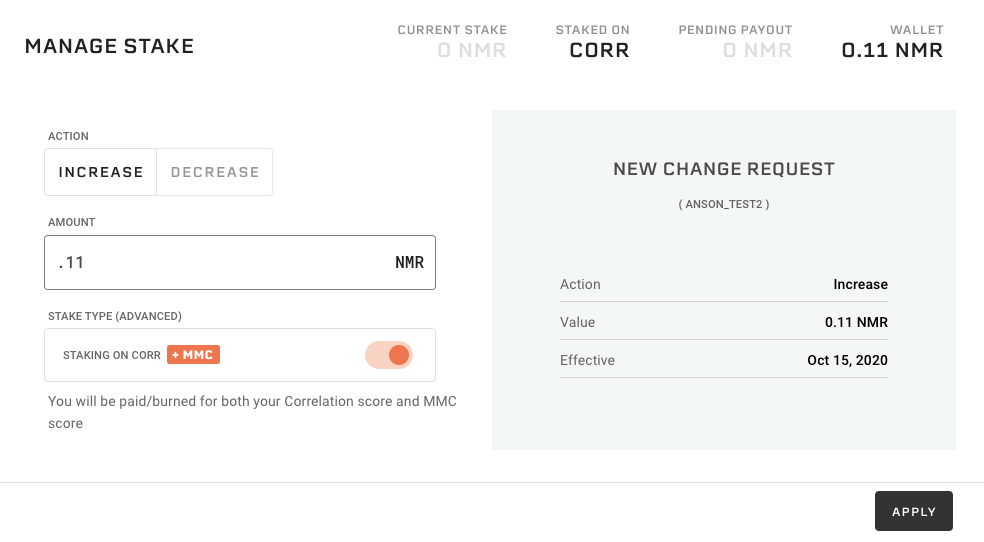 MANAGE STAKE
CURRENT STAKE
0 NMR
STAKED ON
CORR
PENDING PAYOUT
0 NMR
WALLET
0.11 NMR
ACTION
INCREASE DECREASE
AMOUNT
.11 NMR
STAKE TYPE (ADVANCED)
STAKING ON CORR + MMC
You will be paid/burned for both your Correlation score and MMC
score
NEW CHANGE REQUEST
( ANSON_TEST2 )
Action Increase
Value 0.11 NMR
Effective Oct 15, 2020
APPLY